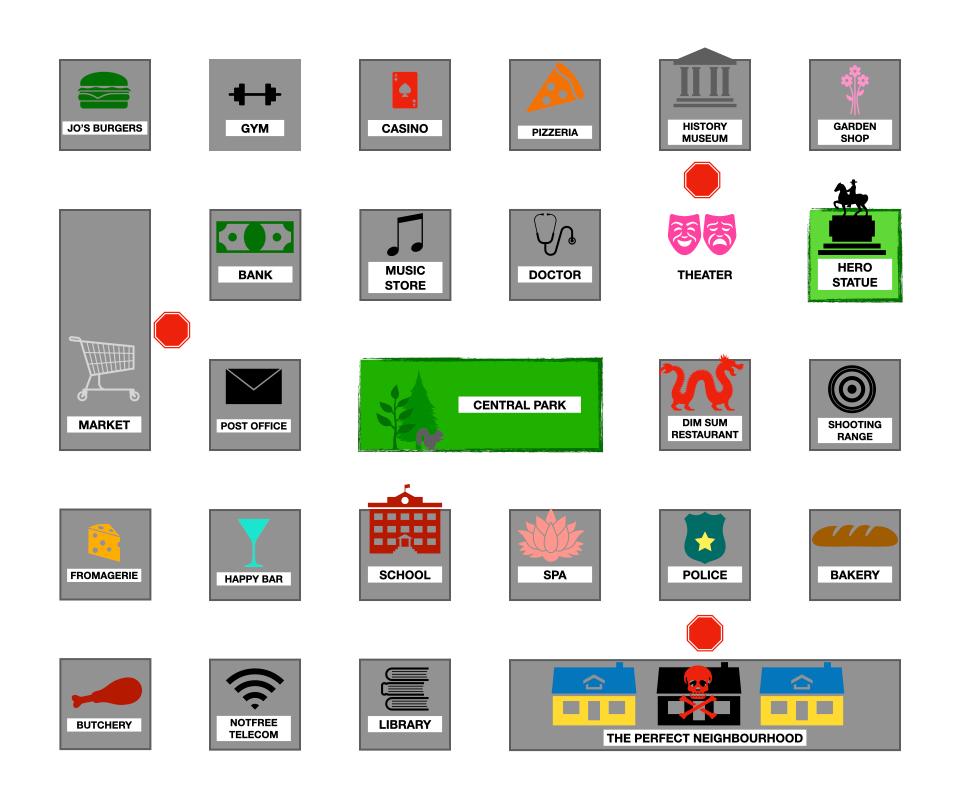 JO'S BURGERS
GYM
CASINO
PIZZERIA
HISTORY
MUSEUM
GARDEN
SHOP
BANK
MUSIC
STORE
DOCTOR
THEATER
HERO
STATUE
MARKET
POST OFFICE
CENTRAL PARK
DIM SUM
RESTAURANT
SHOOTING
RANGE
FROMAGERIE
HAPPY BAR
SCHOOL
SPA
POLICE
BAKERY
BUTCHERY
NOTFREE
TELECOM
LIBRARY
THE PERFECT NEIGHBOURHOOD